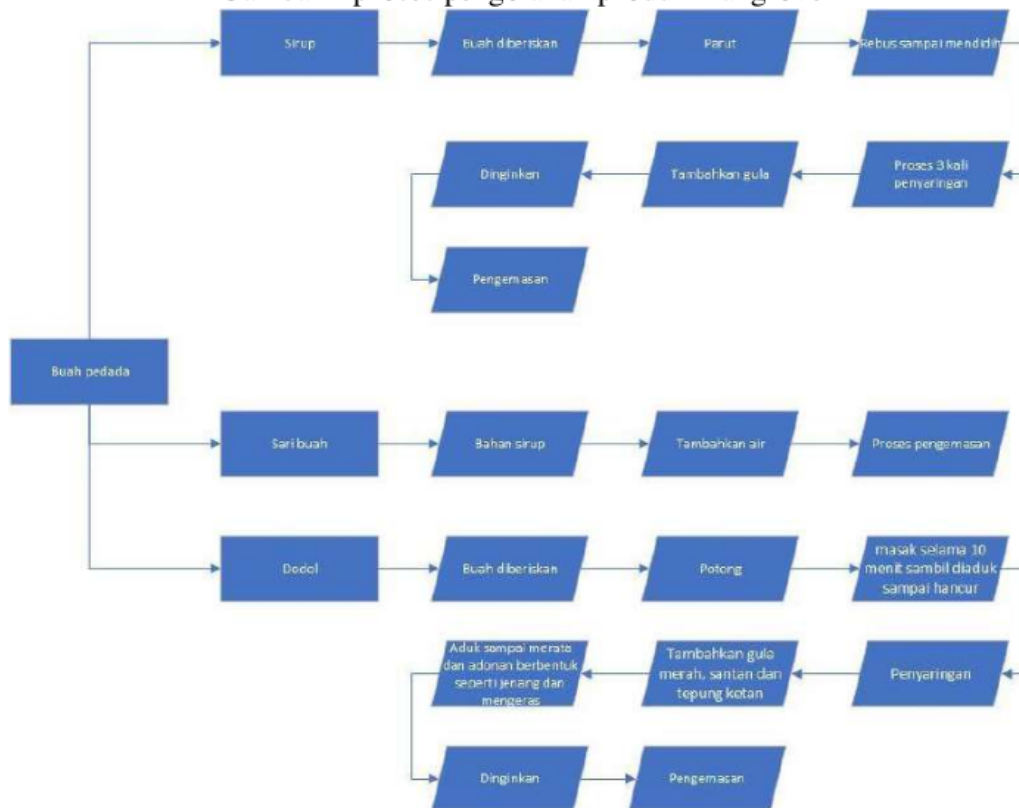 Sirup
Buah diberiskan
Parut
Rebus sampai mendidih
Proses 3 kali
penyaringan
Tambahkan gula
Dinginkan
Pengemasan
Buah pedada
Sari buah
Bahan sirup
Tambahkan air
Proses pengemasan
Dodol
Buah diberiskan
Potong
masak selama 10
menit sambil diaduk
sampai hancur
Penyaringan
Tambahkan gula
merah, santan dan
tepung ketan
Aduk sampai merata
dan adonan berbentuk
seperti jenang dan
mengeras
Dinginkan
Pengemasan